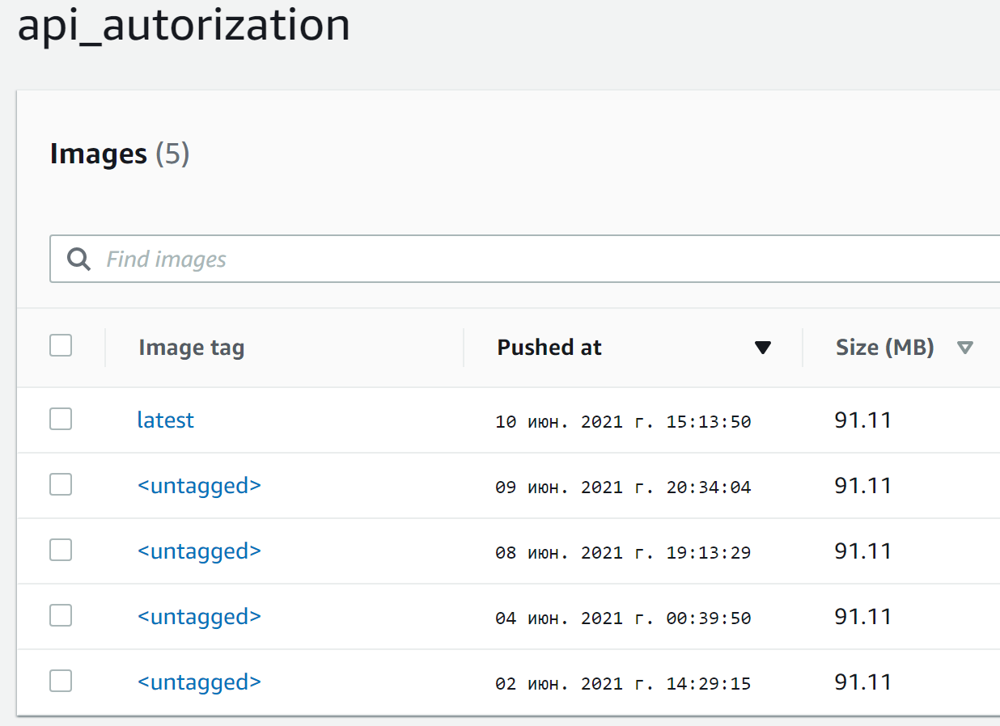 api_autorization
Images (5)
Find images
Image tag Pushed at Size (MB)
latest 10 июн. 2021 г. 15:13:50 91.11
<untagged> 09 июн. 2021 г. 20:34:04 91.11
<untagged> 08 июн. 2021 г. 19:13:29 91.11
<untagged> 04 июн. 2021 г. 00:39:50 91.11
<untagged> 02 июн. 2021 г. 14:29:15 91.11